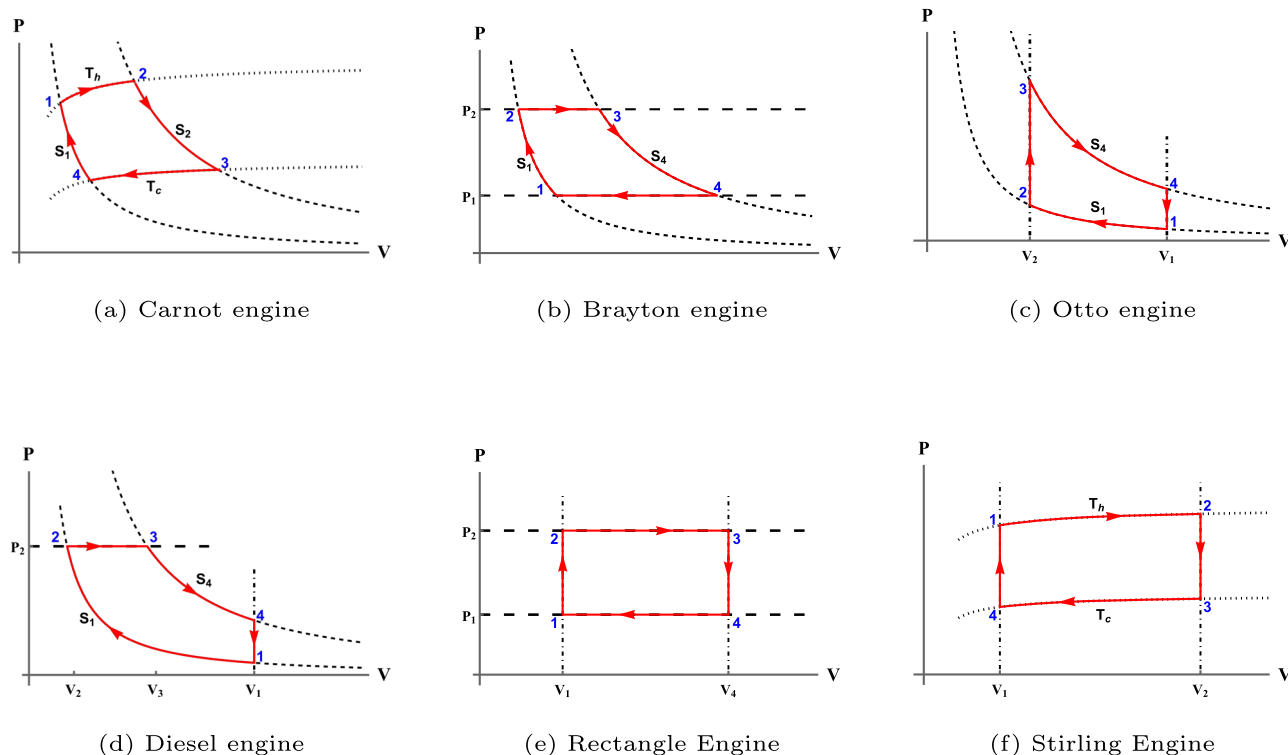 P
T_h
2
1
S_2
S_1
4
3
T_c
V
(a) Carnot engine
P
P_2
2
3
S_1
S_4
P_1
1
4
V
(b) Brayton engine
P
3
S_4
2
4
S_1
1
V
V_2
V_1
(c) Otto engine
P
2
3
P_2
S_4
S_1
4
1
V
V_2
V_3
V_1
(d) Diesel engine
P
P_2
2
3
P_1
1
4
V
V_1
V_4
(e) Rectangle Engine
P
T_h
2
1
4
T_c
3
V
V_1
V_2
(f) Stirling Engine